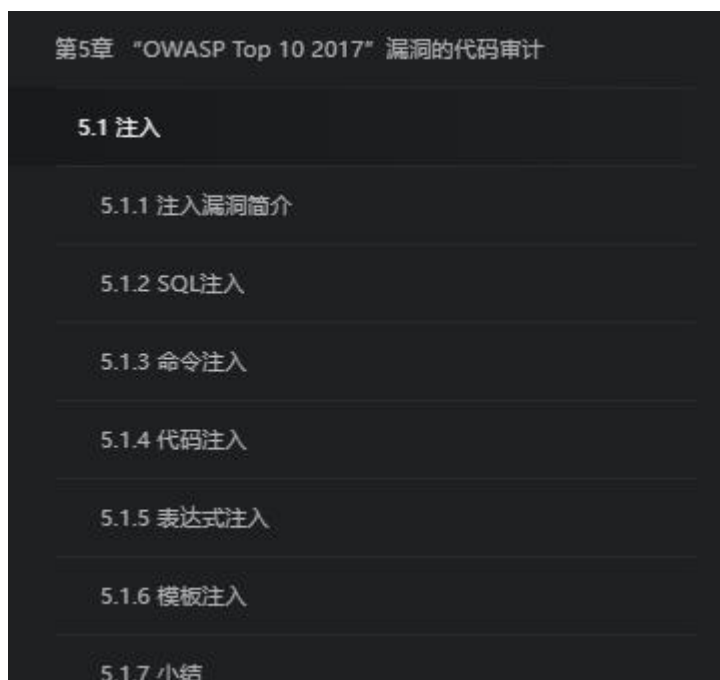 第5章 “OWASP Top 10 2017”漏洞的代码审计
5.1 注入
5.1.1 注入漏洞简介
5.1.2 SQL注入
5.1.3 命令注入
5.1.4 代码注入
5.1.5 表达式注入
5.1.6 模板注入
5.1.7 小结